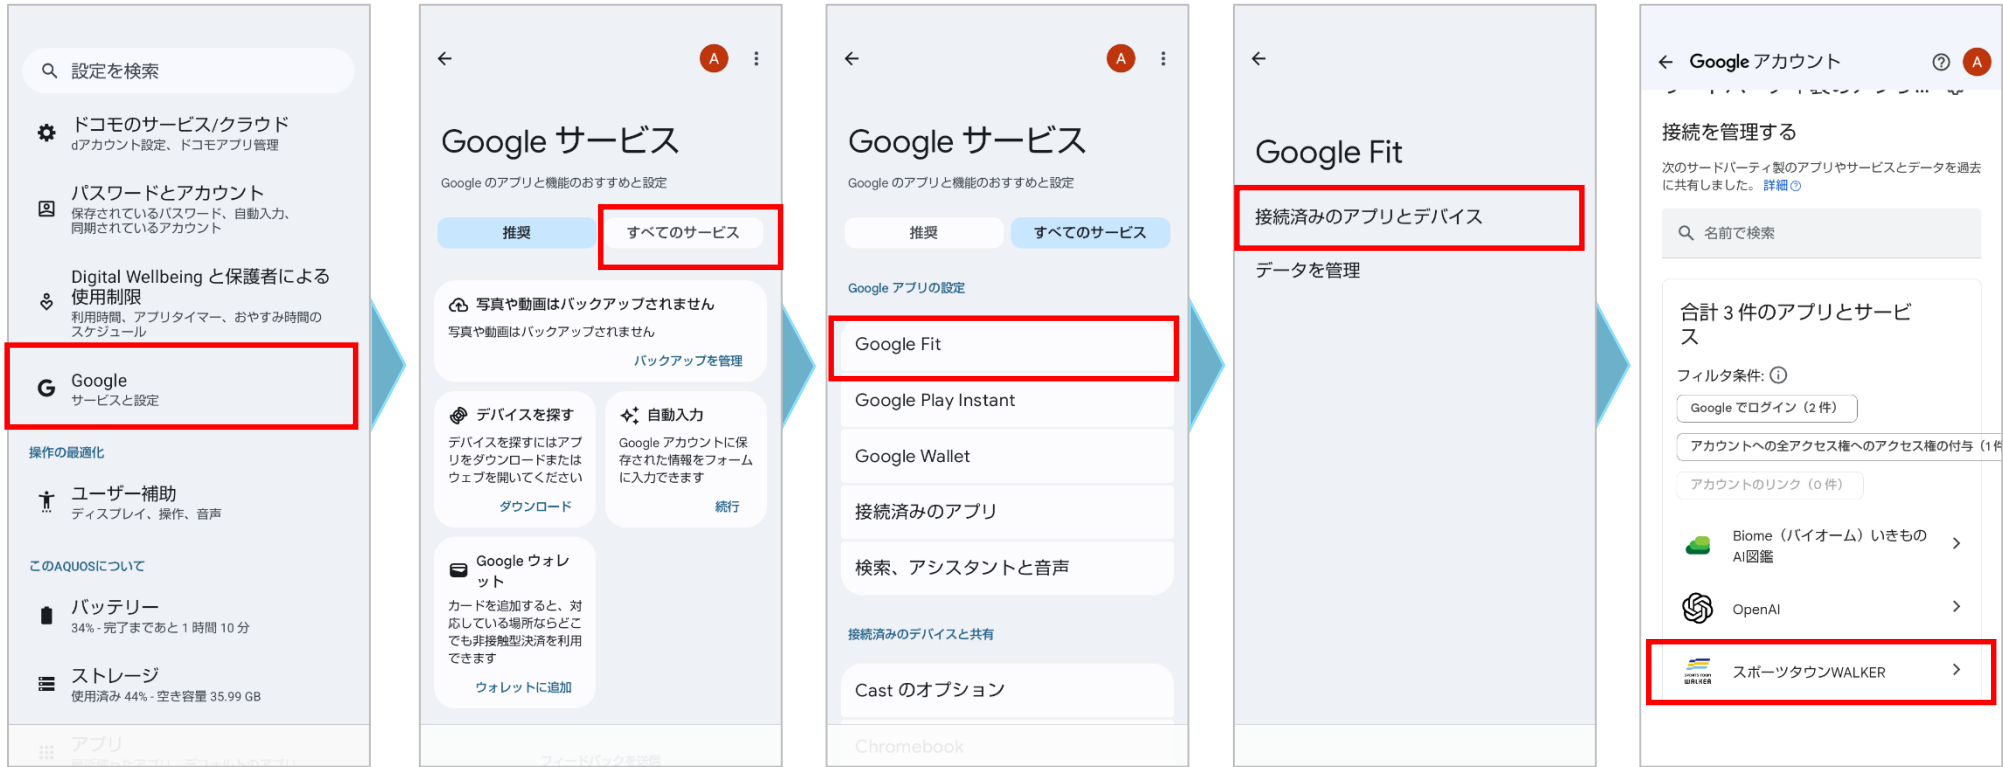 設定を検索
ドコモのサービス/クラウド
dアカウント設定、ドコモアプリ管理
パスワードとアカウント
保存されているパスワード、自動入力、
同期されているアカウント
Digital Wellbeing と保護者による
使用制限
利用時間、アプリタイマー、おやすみ時間の
スケジュール
Google
サービスと設定
操作の最適化
ユーザー補助
ディスプレイ、操作、音声
このAQUOSについて
バッテリー
34% - 完了まであと 1 時間 10 分
ストレージ
使用済み 44% - 空き容量 35.99 GB
アプリ
A
Google サービス
Google のアプリと機能のおすすめと設定
推奨
すべてのサービス
写真や動画はバックアップされません
写真や動画はバックアップされません
バックアップを管理
デバイスを探す
デバイスを探すにはアプ
リをダウンロードまたは
ウェブを開いてください
ダウンロード
自動入力
Google アカウントに保
存された情報をフォーム
に入力できます
続行
Google ウォレ
ット
カードを追加すると、対
応している場所ならどこ
でも非接触型決済を利用
できます
ウォレットに追加
フィードバックを送信
A
Google サービス
Google のアプリと機能のおすすめと設定
推奨
すべてのサービス
Google アプリの設定
Google Fit
Google Play Instant
Google Wallet
接続済みのアプリ
検索、アシスタントと音声
接続済みのデバイスと共有
Cast のオプション
Chromebook
Google Fit
接続済みのアプリとデバイス
データを管理
Google アカウント
A
接続を管理する
次のサードパーティ製のアプリやサービスとデータを過去
に共有しました。 詳細
名前で検索
合計 3 件のアプリとサービ
ス
フィルタ条件:
Google でログイン（2 件）
アカウントへの全アクセス権へのアクセス権の付与（1件
アカウントのリンク（0 件）
Biome（バイオーム）いきもの
AI図鑑
OpenAI
SPORTS TOWN
WALKER
スポーツタウンWALKER